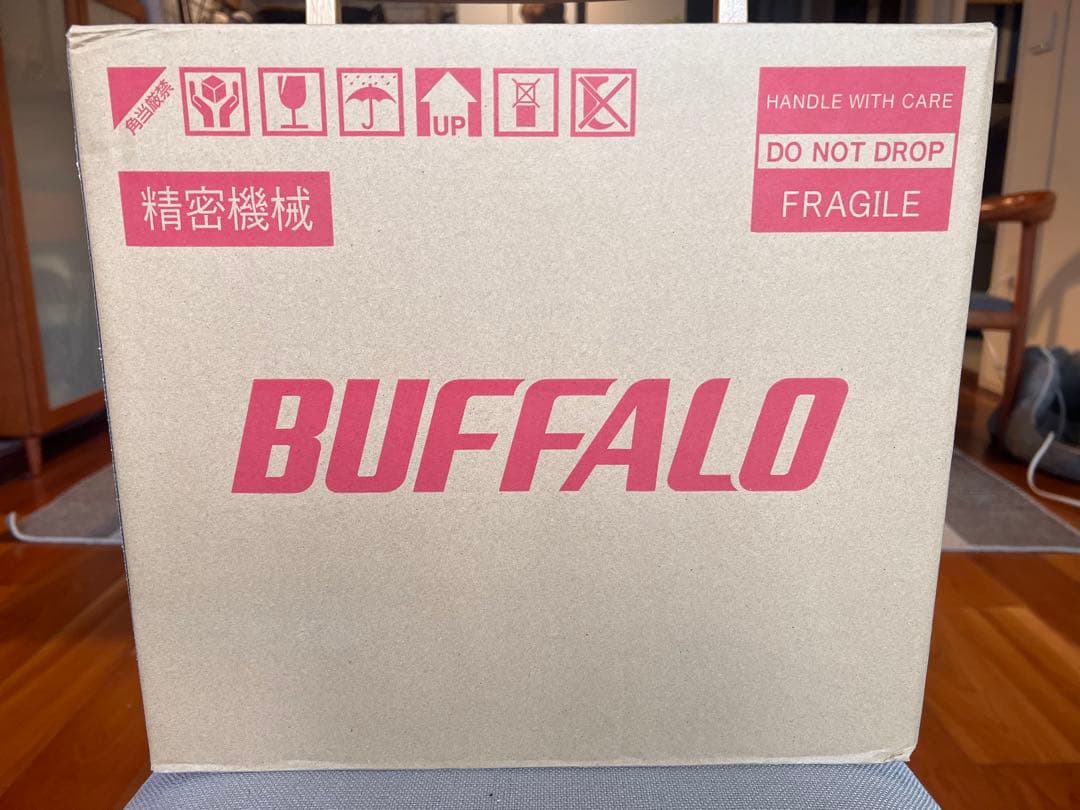 角当厳禁
UP
HANDLE WITH CARE
DO NOT DROP
FRAGILE
精密機械
BUFFALO